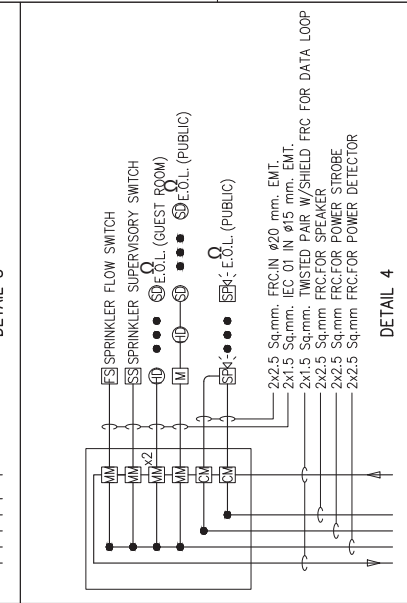 FS SPRINKLER FLOW SWITCH
SS SPRINKLER SUPERVISORY SWITCH
HD SD Ω E.O.L. (GUEST ROOM)
M HD SD SD Ω E.O.L. (PUBLIC)
SP SP Ω E.O.L. (PUBLIC)
MM
MM
MM x2
MM
CM
CM
2x2.5 Sq.mm. FRC.IN ø20 mm. EMT.
2x1.5 Sq.mm. IEC 01 IN ø15 mm. EMT.
2x1.5 Sq.mm. TWISTED PAIR W/SHIELD FRC FOR DATA LOOP
2x2.5 Sq.mm FRC.FOR SPEAKER
2x2.5 Sq.mm FRC.FOR POWER STROBE
2x2.5 Sq.mm FRC.FOR POWER DETECTOR
DETAIL 4